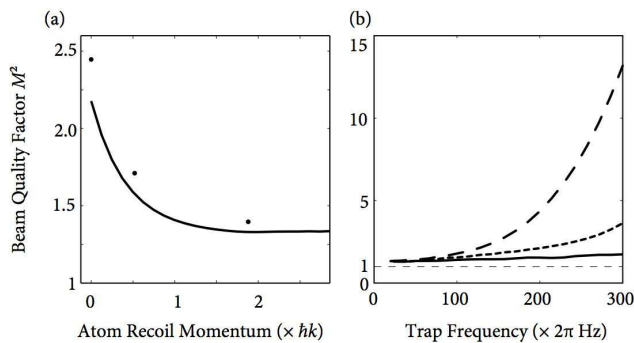 (a)
2.5
2.0
1.5
1
0 1 2
Beam Quality Factor M²
Atom Recoil Momentum (× ħk)
(b)
15
10
5
1
0
0 100 200 300
Trap Frequency (× 2π Hz)